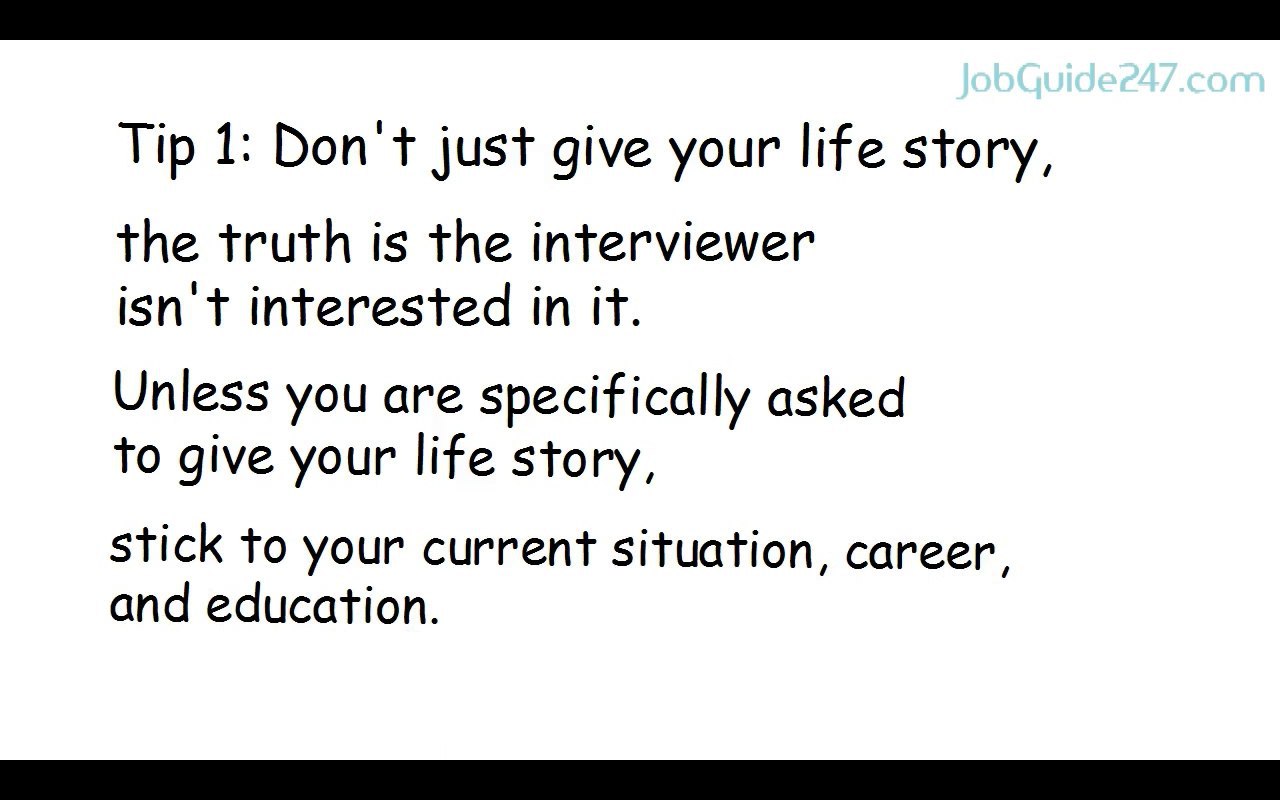 JobGuide247.com
Tip 1: Don't just give your life story,
the truth is the interviewer
isn't interested in it.
Unless you are specifically asked
to give your life story,
stick to your current situation, career,
and education.